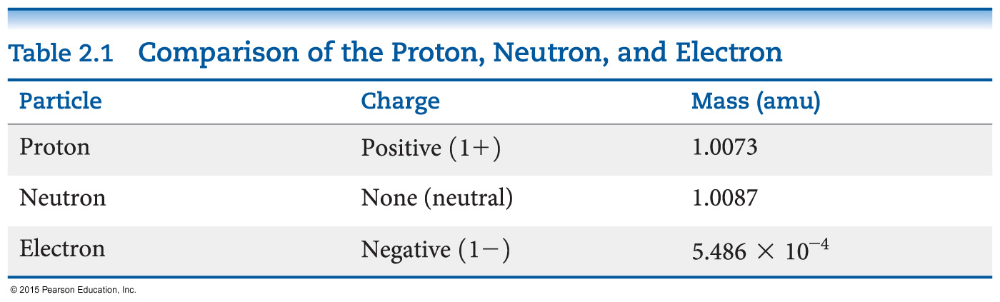 Table 2.1 Comparison of the Proton, Neutron, and Electron
Particle Charge Mass (amu)
Proton Positive (1+) 1.0073
Neutron None (neutral) 1.0087
Electron Negative (1−) 5.486 × 10⁻⁴
© 2015 Pearson Education, Inc.